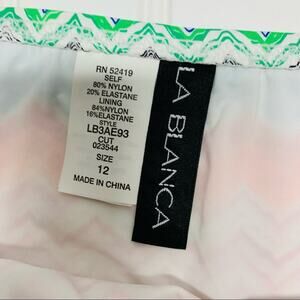 RN 52419
SELF
80% NYLON
20% ELASTANE
LINING
84%NYLON
16%ELASTANE
STYLE
LB3AE93
CUT
023544
SIZE
12
MADE IN CHINA
LA BLANCA